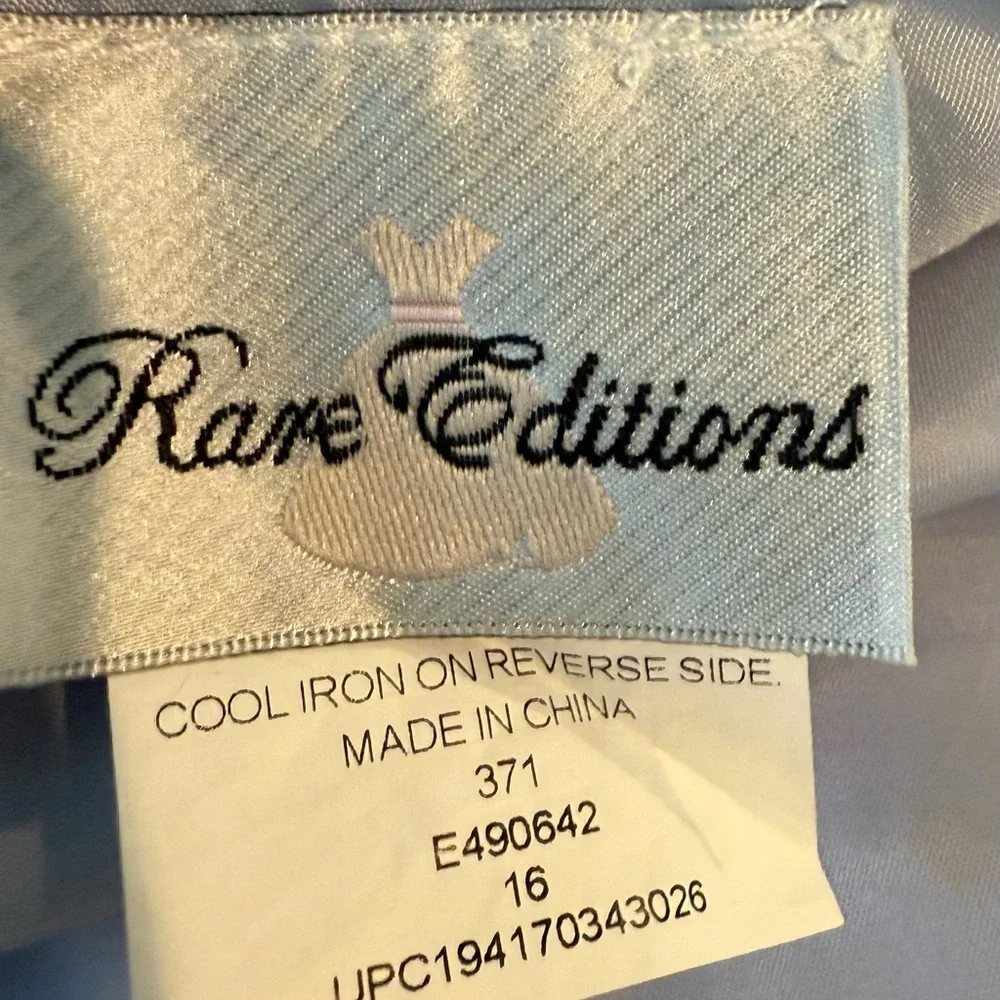 Rare Editions
COOL IRON ON REVERSE SIDE.
MADE IN CHINA
371
E490642
16
UPC194170343026